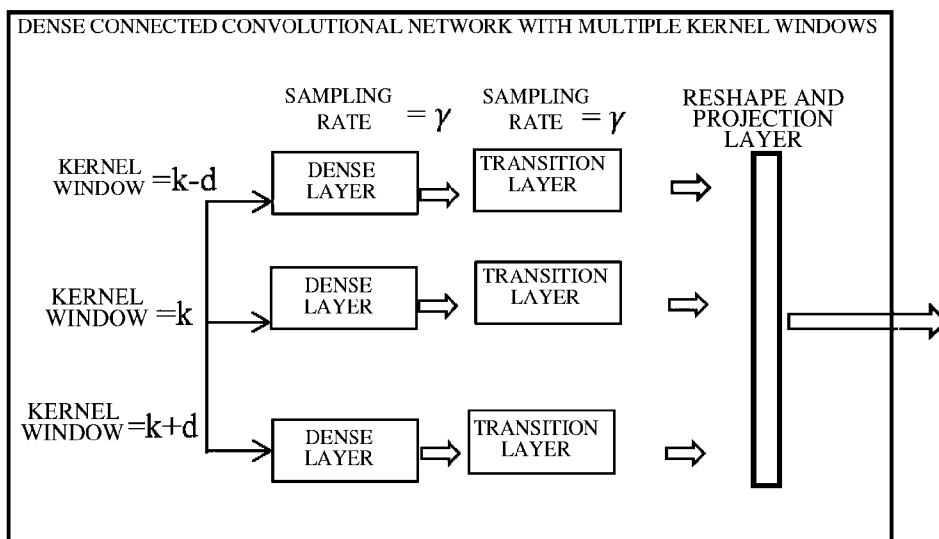 DENSE CONNECTED CONVOLUTIONAL NETWORK WITH MULTIPLE KERNEL WINDOWS
SAMPLING
RATE = γ
SAMPLING
RATE = γ
RESHAPE AND
PROJECTION
LAYER
KERNEL
WINDOW =k-d
DENSE
LAYER
TRANSITION
LAYER
KERNEL
WINDOW =k
DENSE
LAYER
TRANSITION
LAYER
KERNEL
WINDOW =k+d
DENSE
LAYER
TRANSITION
LAYER